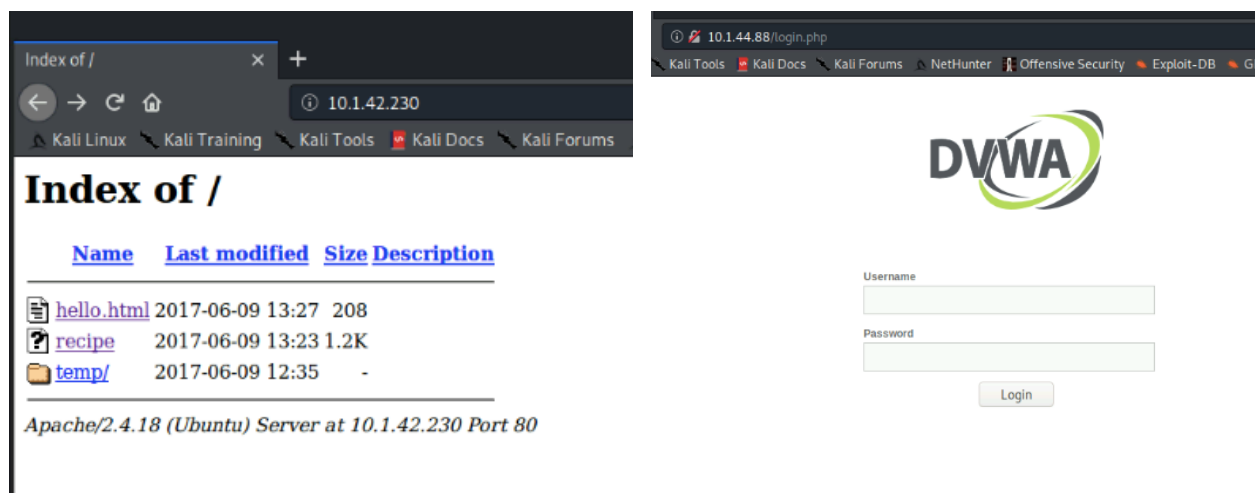 Index of /
10.1.42.230
Kali Linux Kali Training Kali Tools Kali Docs Kali Forums
Index of /
Name Last modified Size Description
hello.html 2017-06-09 13:27 208
recipe 2017-06-09 13:23 1.2K
temp/ 2017-06-09 12:35 -
Apache/2.4.18 (Ubuntu) Server at 10.1.42.230 Port 80
10.1.44.88/login.php
Kali Tools Kali Docs Kali Forums NetHunter Offensive Security Exploit-DB
DVWA
Username
Password
Login